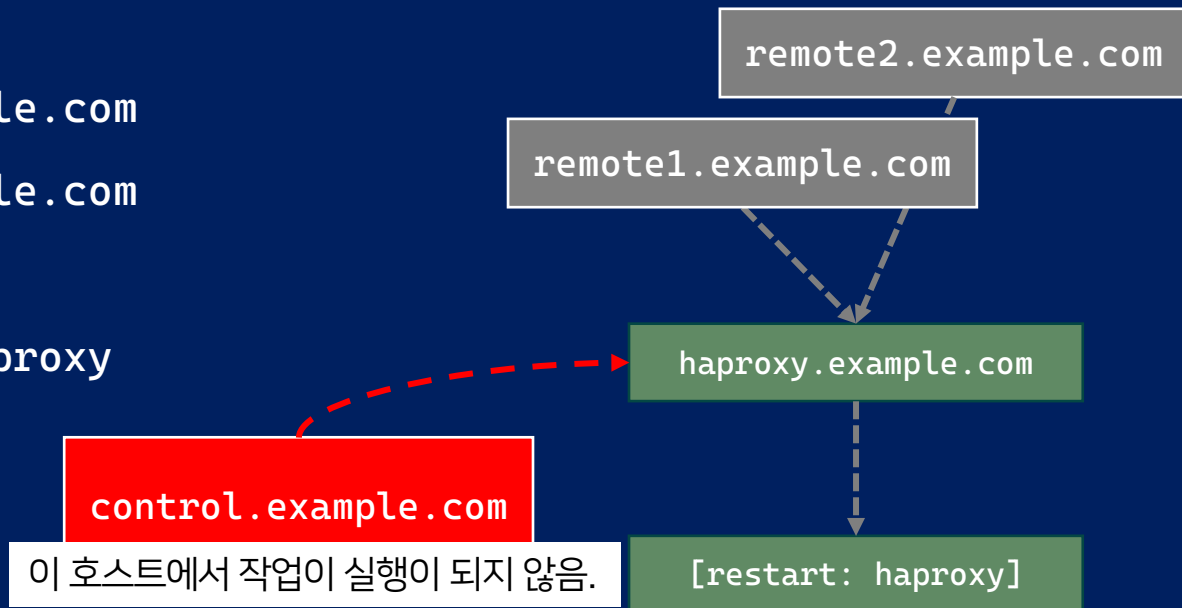 remote2.example.com
le.com
remote1.example.com
le.com
proxy
haproxy.example.com
control.example.com
이 호스트에서 작업이 실행이 되지 않음.
[restart: haproxy]